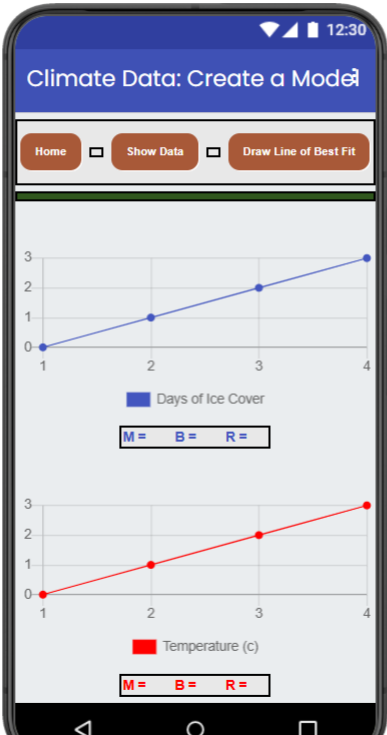 12:30
Climate Data: Create a Model
Home Show Data Draw Line of Best Fit
3
2
1
0
1 2 3 4
Days of Ice Cover
M = B = R =
3
2
1
0
1 2 3 4
Temperature (c)
M = B = R =